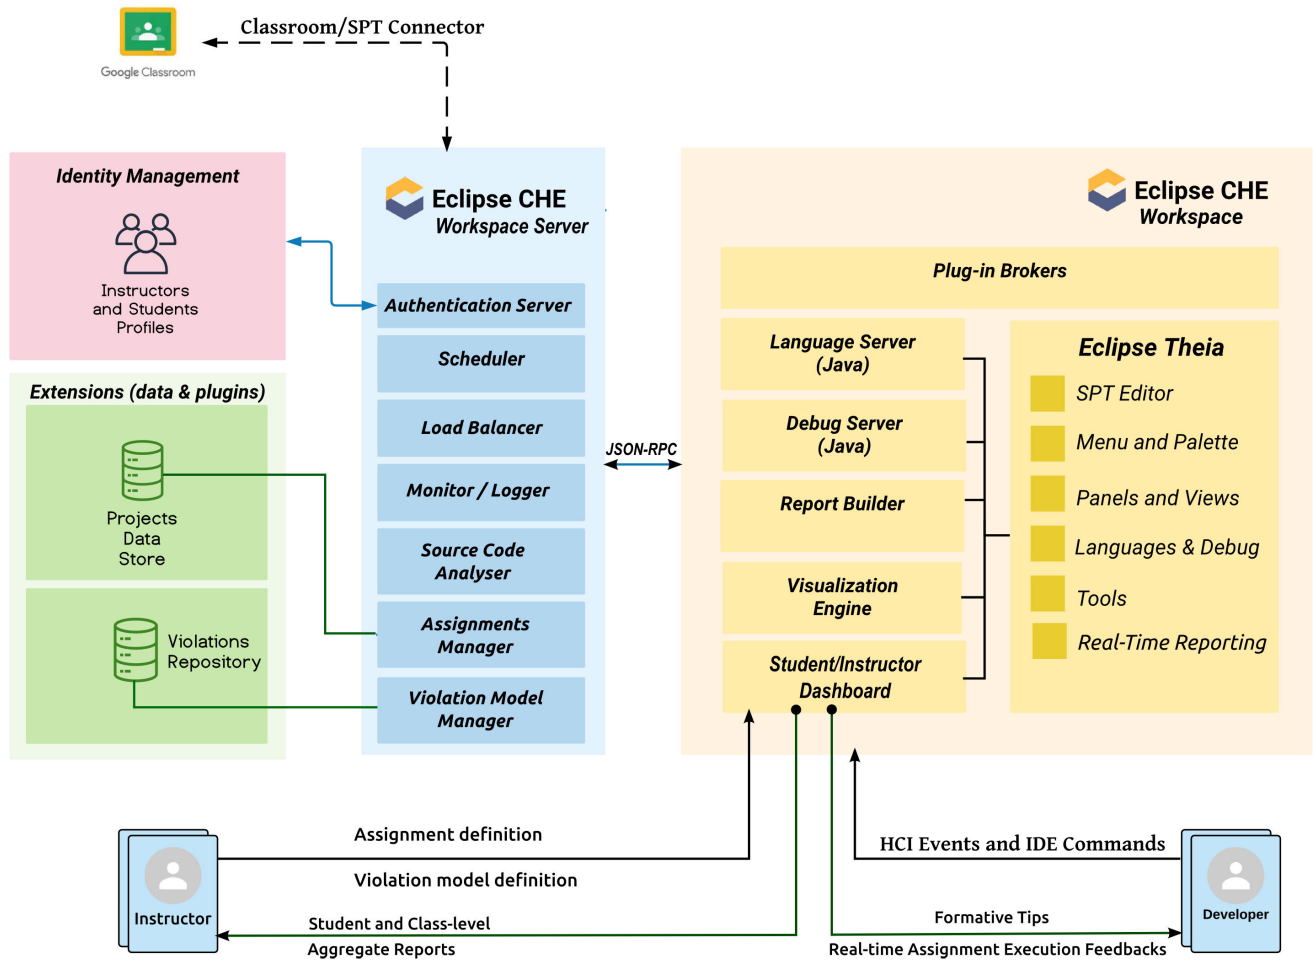 Classroom/SPT Connector
Google Classroom
Identity Management
Instructors
and Students
Profiles
Extensions (data & plugins)
Projects
Data
Store
Violations
Repository
Eclipse CHE
Workspace Server
Authentication Server
Scheduler
Load Balancer
Monitor / Logger
Source Code
Analyser
Assignments
Manager
Violation Model
Manager
JSON-RPC
Eclipse CHE
Workspace
Plug-in Brokers
Language Server
(Java)
Debug Server
(Java)
Report Builder
Visualization
Engine
Student/Instructor
Dashboard
Eclipse Theia
SPT Editor
Menu and Palette
Panels and Views
Languages & Debug
Tools
Real-Time Reporting
Instructor
Assignment definition
Violation model definition
Student and Class-level
Aggregate Reports
HCI Events and IDE Commands
Formative Tips
Real-time Assignment Execution Feedbacks
Developer